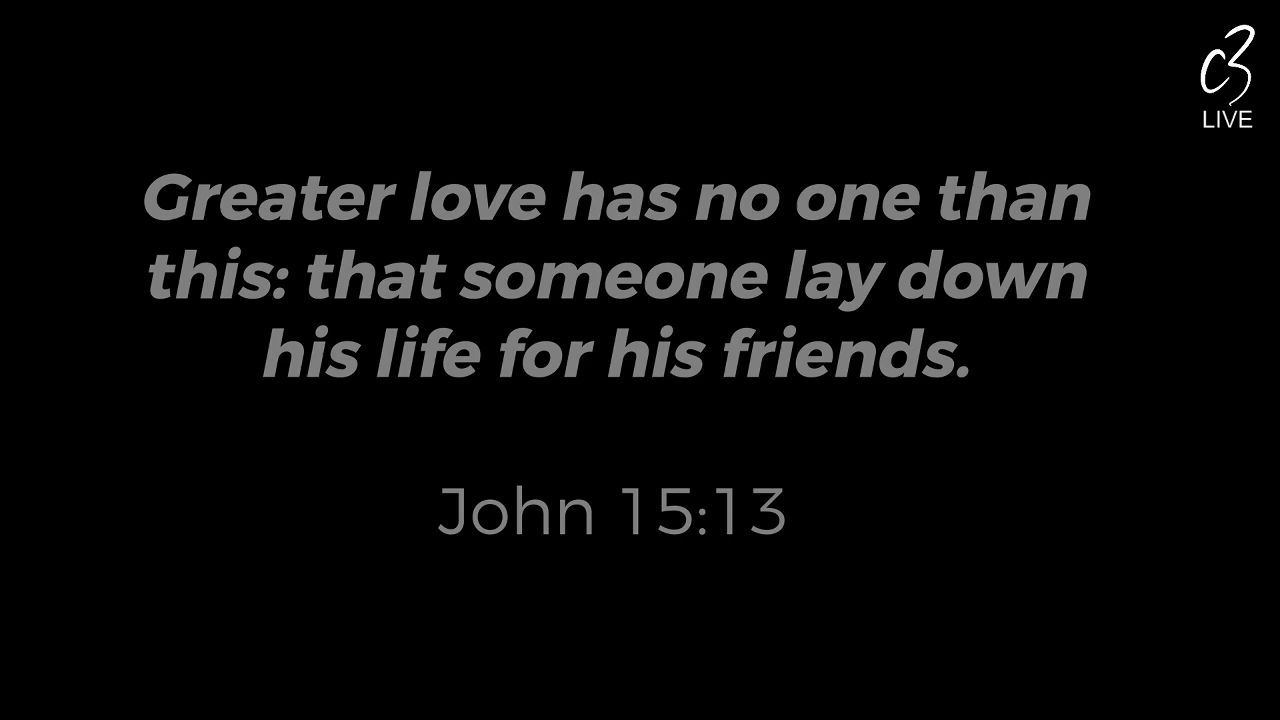 c3
LIVE
Greater love has no one than
this: that someone lay down
his life for his friends.
John 15:13